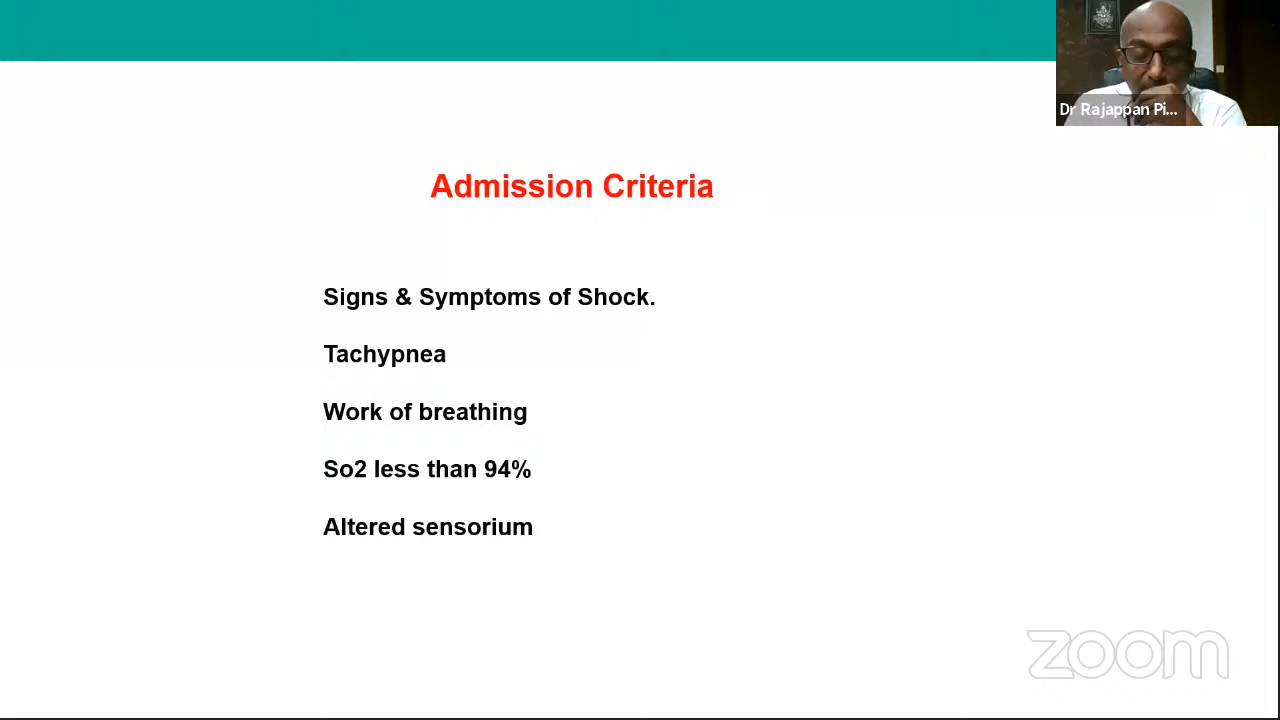 Dr Rajappan Pi...
Admission Criteria
Signs & Symptoms of Shock.
Tachypnea
Work of breathing
So2 less than 94%
Altered sensorium
zoom